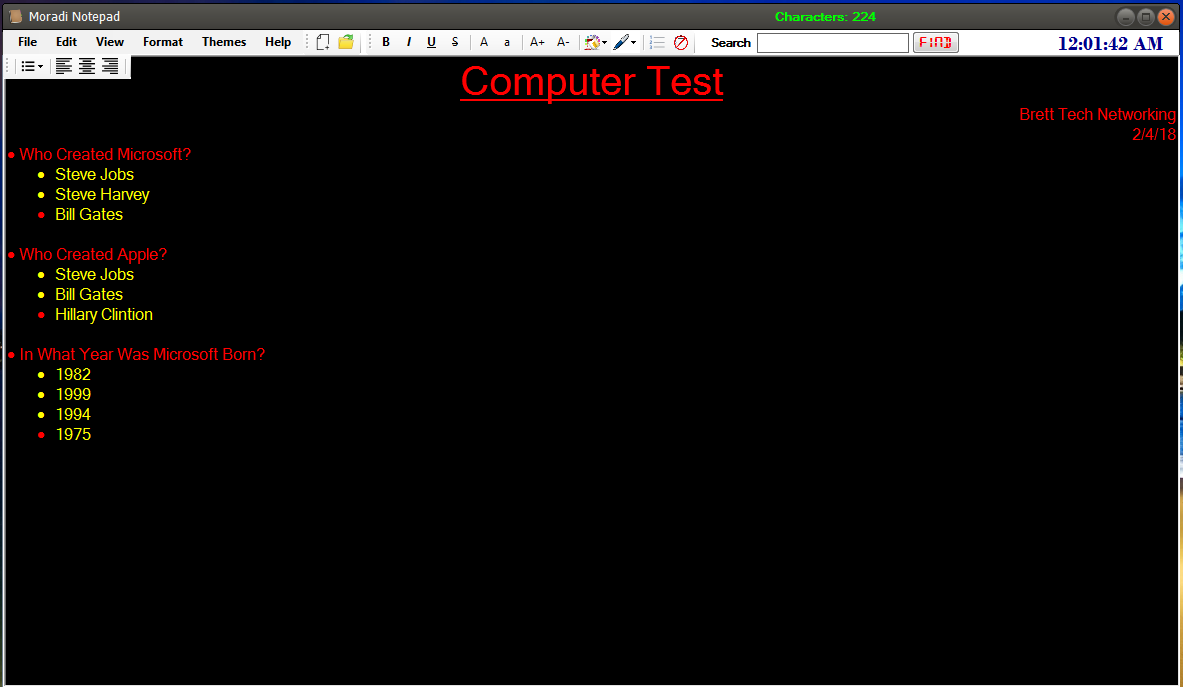 Moradi Notepad
Characters: 224
File Edit View Format Themes Help B I U S A a A+ A- Search FIND 12:01:42 AM
Computer Test
Brett Tech Networking
2/4/18
• Who Created Microsoft?
• Steve Jobs
• Steve Harvey
• Bill Gates
• Who Created Apple?
• Steve Jobs
• Bill Gates
• Hillary Clintion
• In What Year Was Microsoft Born?
• 1982
• 1999
• 1994
• 1975